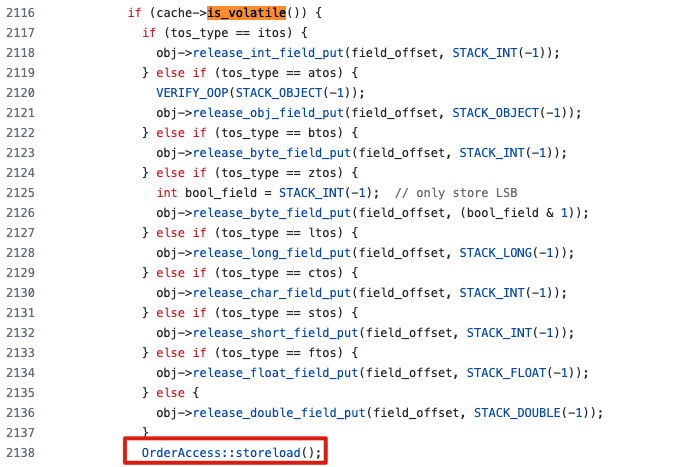 2116 if (cache->is_volatile()) {
2117 if (tos_type == itos) {
2118 obj->release_int_field_put(field_offset, STACK_INT(-1));
2119 } else if (tos_type == atos) {
2120 VERIFY_OOP(STACK_OBJECT(-1));
2121 obj->release_obj_field_put(field_offset, STACK_OBJECT(-1));
2122 } else if (tos_type == btos) {
2123 obj->release_byte_field_put(field_offset, STACK_INT(-1));
2124 } else if (tos_type == ztos) {
2125 int bool_field = STACK_INT(-1);  // only store LSB
2126 obj->release_byte_field_put(field_offset, (bool_field & 1));
2127 } else if (tos_type == ltos) {
2128 obj->release_long_field_put(field_offset, STACK_LONG(-1));
2129 } else if (tos_type == ctos) {
2130 obj->release_char_field_put(field_offset, STACK_INT(-1));
2131 } else if (tos_type == stos) {
2132 obj->release_short_field_put(field_offset, STACK_INT(-1));
2133 } else if (tos_type == ftos) {
2134 obj->release_float_field_put(field_offset, STACK_FLOAT(-1));
2135 } else {
2136 obj->release_double_field_put(field_offset, STACK_DOUBLE(-1));
2137 }
2138 OrderAccess::storeload();